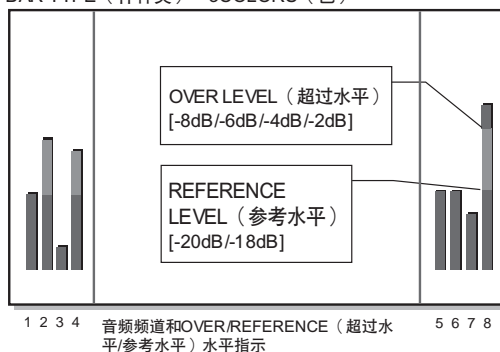 OVER LEVEL（超过水平）
[-8dB/-6dB/-4dB/-2dB]
REFERENCE
LEVEL（参考水平）
[-20dB/-18dB]
1 2 3 4
5 6 7 8
音频频道和OVER/REFERENCE（超过水
平/参考水平）水平指示